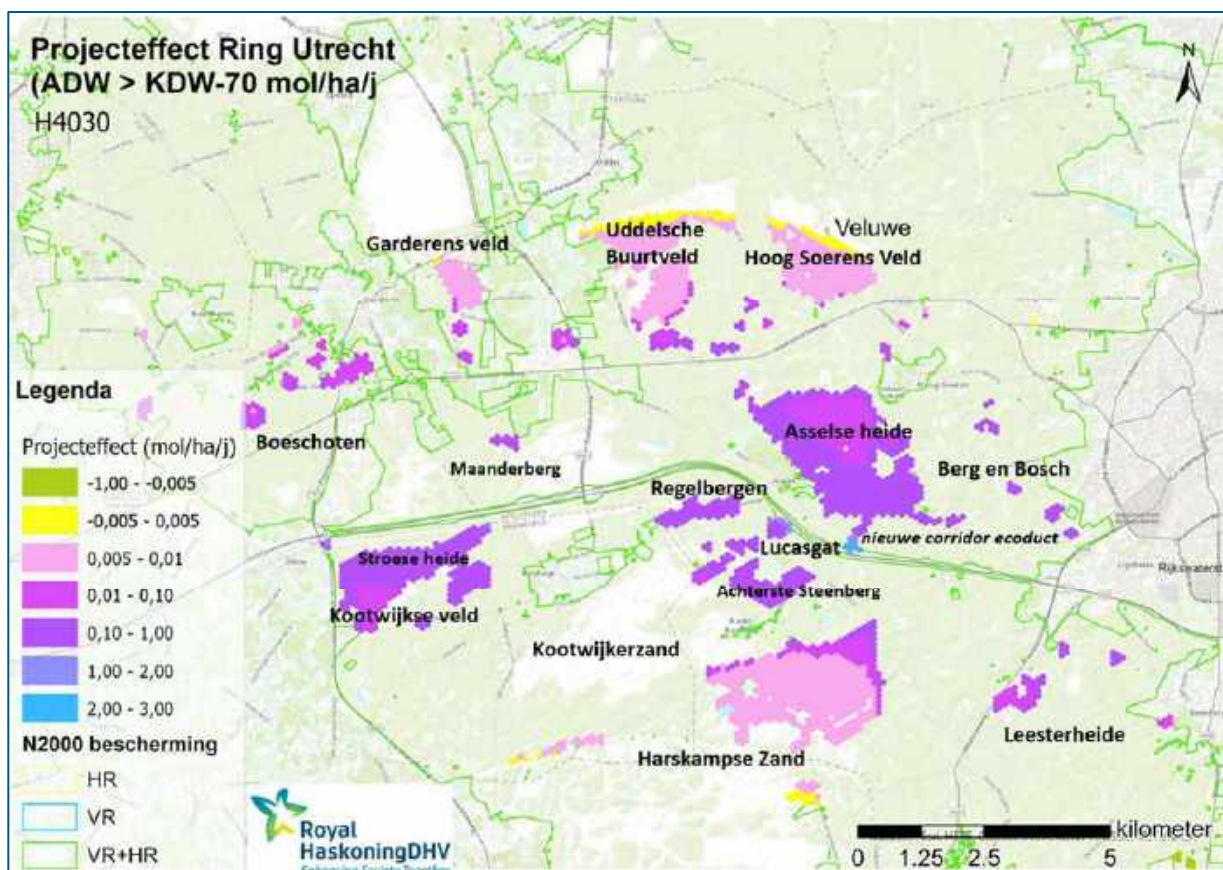 Projecteffect Ring Utrecht
(ADW > KDW-70 mol/ha/j
H4030
N
Garderens veld
Uddelsche
Buurtveld
Veluwe
Hoog Soerens Veld
Legenda
Projecteffect (mol/ha/j)
-1,00 - -0,005
-0,005 - 0,005
0,005 - 0,01
0,01 - 0,10
0,10 - 1,00
1,00 - 2,00
2,00 - 3,00
N2000 bescherming
HR
VR
VR+HR
Boeschoten
Maanderberg
Asselse heide
Berg en Bosch
Regelbergen
Lucasgat
nieuwe corridor ecoduct
Stroese heide
Achterste Steenberg
Kootwijkse veld
Kootwijkerzand
Leesterheide
Harskampse Zand
Royal
HaskoningDHV
Enhancing Society Together
kilometer
0 1.25 2.5 5